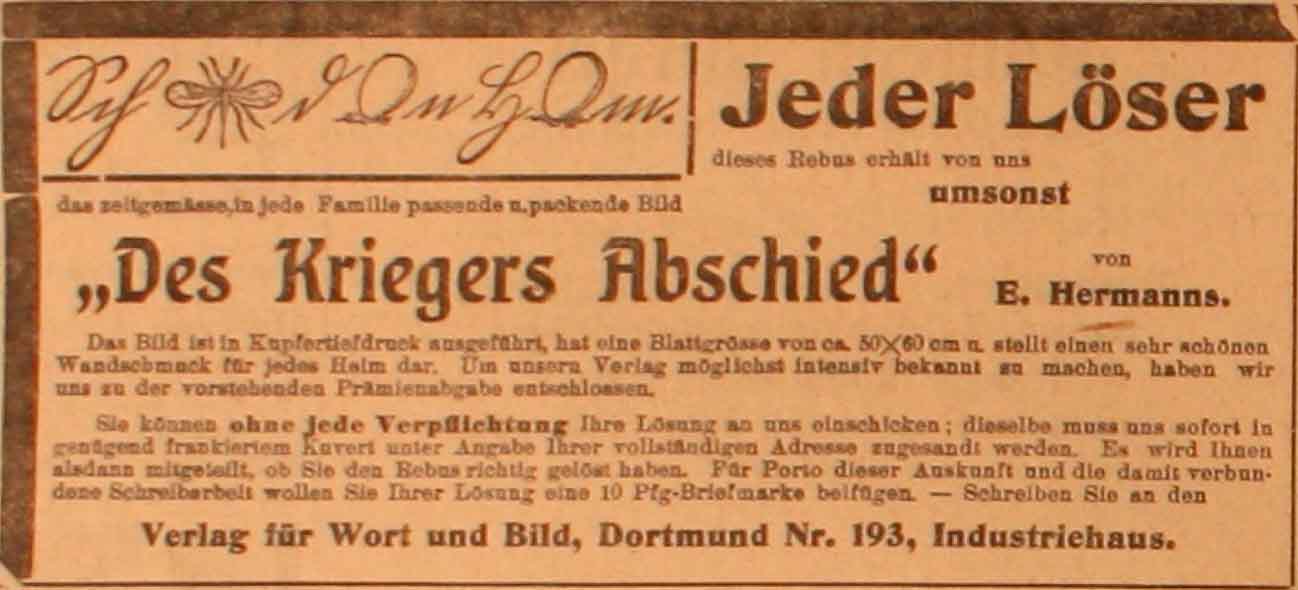 Sch d n H m.
Jeder Löser
dieses Rebus erhält von uns
umsonst
das zeitgemässe, in jede Familie passende u. packende Bild
„Des Kriegers Abschied“
von
E. Hermanns.
Das Bild ist in Kupfertiefdruck ausgeführt, hat eine Blattgrösse von ca. 50×60 cm u. stellt einen sehr schönen
Wandschmuck für jedes Heim dar. Um unsern Verlag möglichst intensiv bekannt zu machen, haben wir
uns zu der vorstehenden Prämienabgabe entschlossen.
Sie können ohne jede Verpflichtung Ihre Lösung an uns einschicken; dieselbe muss uns sofort in
genügend frankiertem Kuvert unter Angabe Ihrer vollständigen Adresse zugesandt werden. Es wird Ihnen
alsdann mitgeteilt, ob Sie den Rebus richtig gelöst haben. Für Porto dieser Auskunft und die damit verbun-
dene Schreibarbeit wollen Sie Ihrer Lösung eine 10 Pfg-Briefmarke beifügen. — Schreiben Sie an den
Verlag für Wort und Bild, Dortmund Nr. 193, Industriehaus.